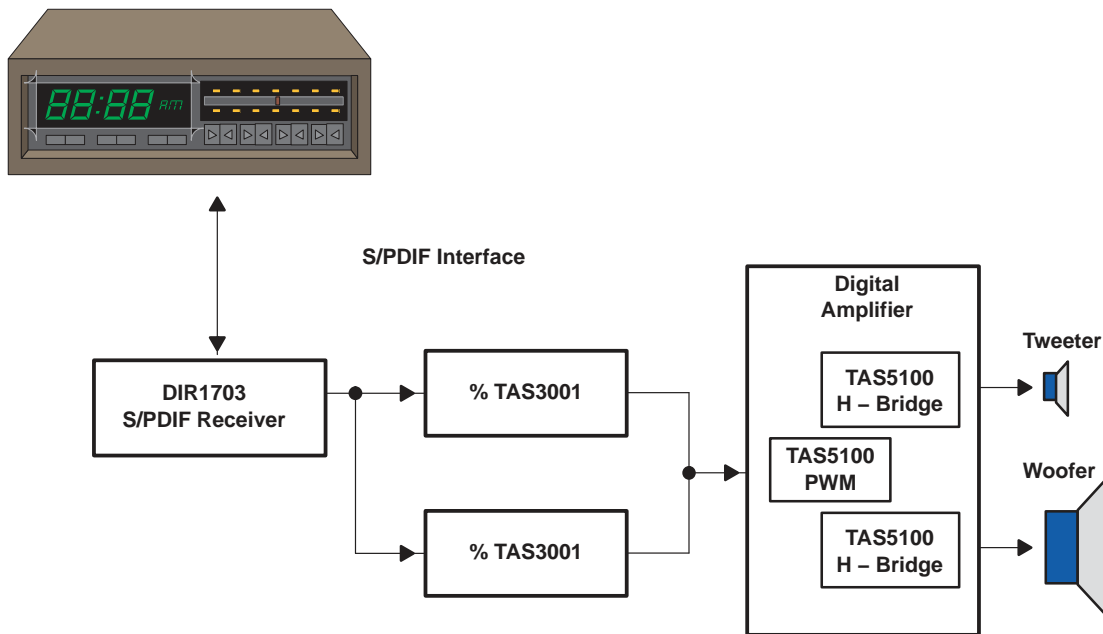 88:88 AM
S/PDIF Interface
DIR1703
S/PDIF Receiver
% TAS3001
% TAS3001
Digital
Amplifier
TAS5100
H – Bridge
TAS5100
PWM
TAS5100
H – Bridge
Tweeter
Woofer